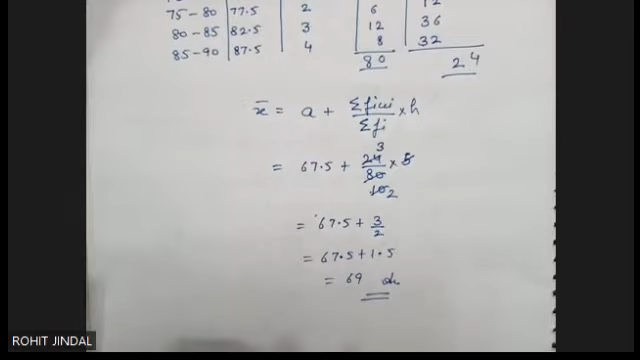 75-80 77.5 2 6 12
80-85 82.5 3 12 36
85-90 87.5 4 8 32
80 24
x̄ = a + Σfiui/Σfi × h
= 67.5 + 24/80 × 5
3
10 2
= 67.5 + 3/2
= 67.5 + 1.5
= 69
ROHIT JINDAL